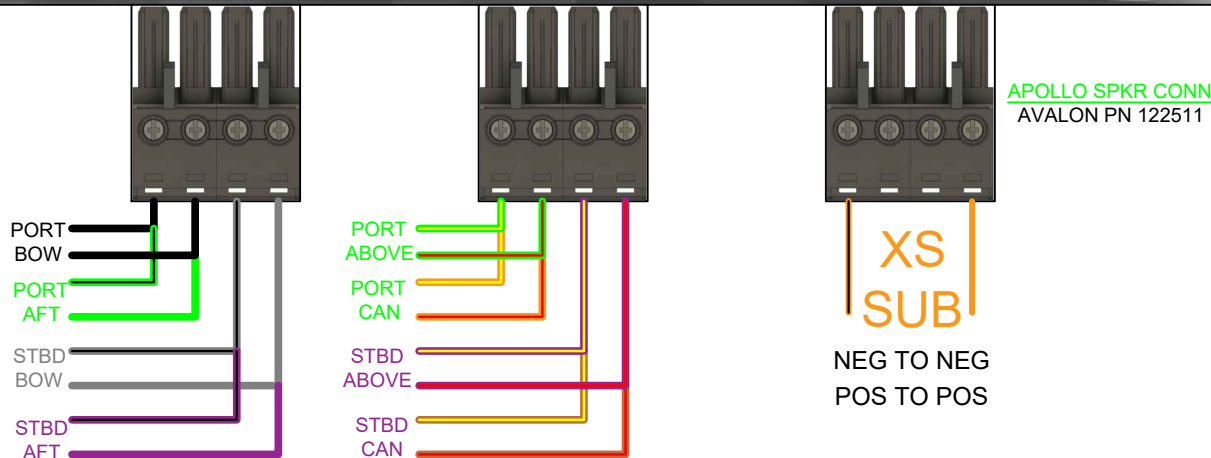 APOLLO SPKR CONN
AVALON PN 122511
PORT
BOW
PORT
AFT
STBD
BOW
STBD
AFT
PORT
ABOVE
PORT
CAN
STBD
ABOVE
STBD
CAN
XS
SUB
NEG TO NEG
POS TO POS